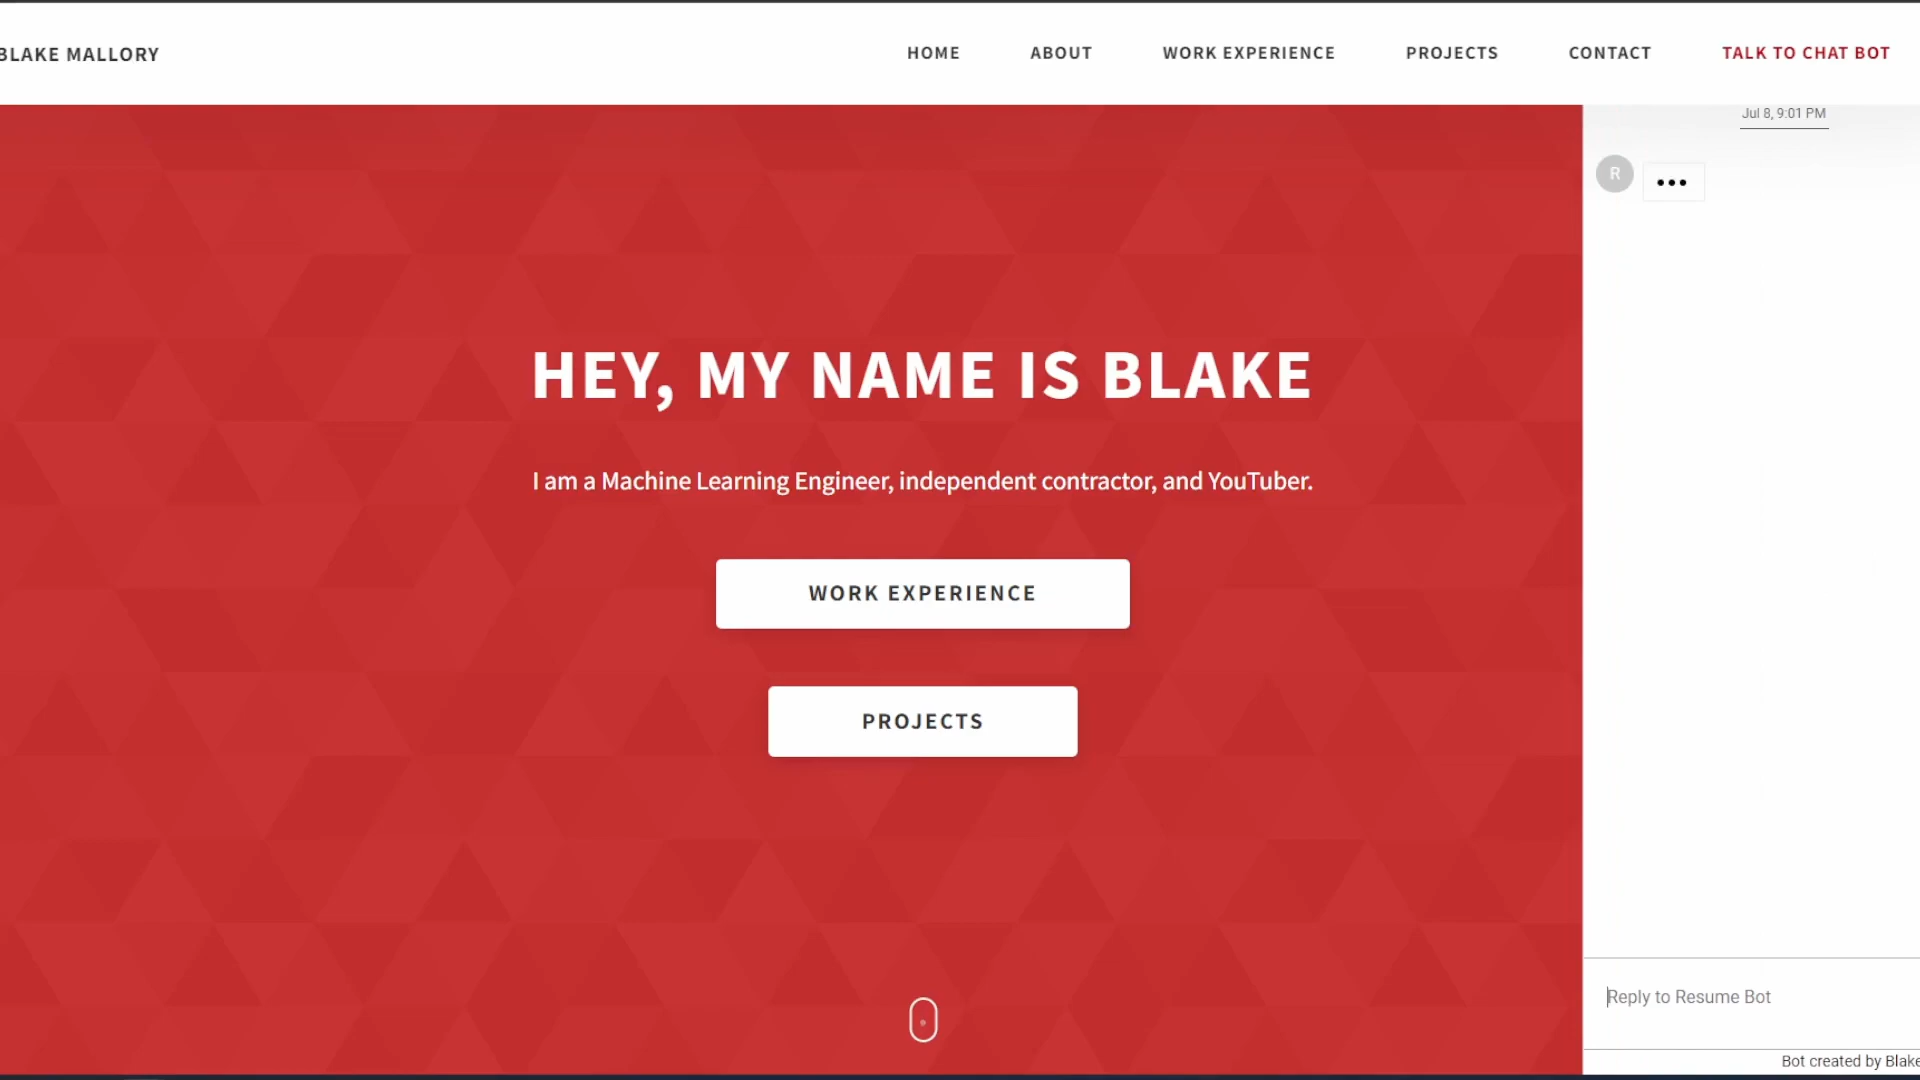 BLAKE MALLORY
HOME
ABOUT
WORK EXPERIENCE
PROJECTS
CONTACT
TALK TO CHAT BOT
Jul 8, 9:01 PM
R
HEY, MY NAME IS BLAKE
I am a Machine Learning Engineer, independent contractor, and YouTuber.
WORK EXPERIENCE
PROJECTS
Reply to Resume Bot
Bot created by Blake